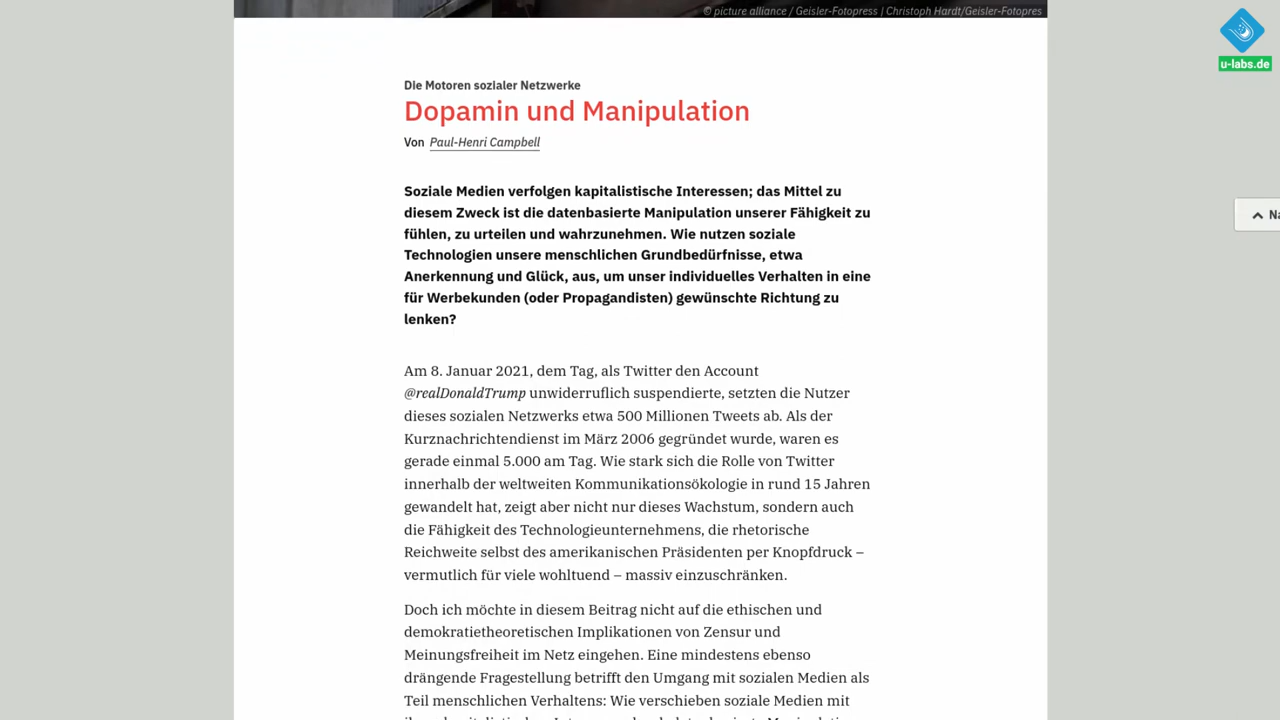 © picture alliance / Geisler-Fotopress | Christoph Hardt/Geisler-Fotopres
u-labs.de
Die Motoren sozialer Netzwerke
Dopamin und Manipulation
Von Paul-Henri Campbell
Soziale Medien verfolgen kapitalistische Interessen; das Mittel zu
diesem Zweck ist die datenbasierte Manipulation unserer Fähigkeit zu
fühlen, zu urteilen und wahrzunehmen. Wie nutzen soziale
Technologien unsere menschlichen Grundbedürfnisse, etwa
Anerkennung und Glück, aus, um unser individuelles Verhalten in eine
für Werbekunden (oder Propagandisten) gewünschte Richtung zu
lenken?
Am 8. Januar 2021, dem Tag, als Twitter den Account
@realDonaldTrump unwiderruflich suspendierte, setzten die Nutzer
dieses sozialen Netzwerks etwa 500 Millionen Tweets ab. Als der
Kurznachrichtendienst im März 2006 gegründet wurde, waren es
gerade einmal 5.000 am Tag. Wie stark sich die Rolle von Twitter
innerhalb der weltweiten Kommunikationsökologie in rund 15 Jahren
gewandelt hat, zeigt aber nicht nur dieses Wachstum, sondern auch
die Fähigkeit des Technologieunternehmens, die rhetorische
Reichweite selbst des amerikanischen Präsidenten per Knopfdruck –
vermutlich für viele wohltuend – massiv einzuschränken.
Doch ich möchte in diesem Beitrag nicht auf die ethischen und
demokratietheoretischen Implikationen von Zensur und
Meinungsfreiheit im Netz eingehen. Eine mindestens ebenso
drängende Fragestellung betrifft den Umgang mit sozialen Medien als
Teil menschlichen Verhaltens: Wie verschieben soziale Medien mit